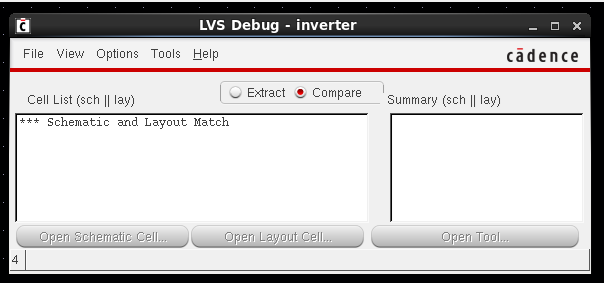 LVS Debug - inverter
File View Options Tools Help
cādence
Extract Compare
Cell List (sch || lay) Summary (sch || lay)
*** Schematic and Layout Match
Open Schematic Cell... Open Layout Cell... Open Tool...
4